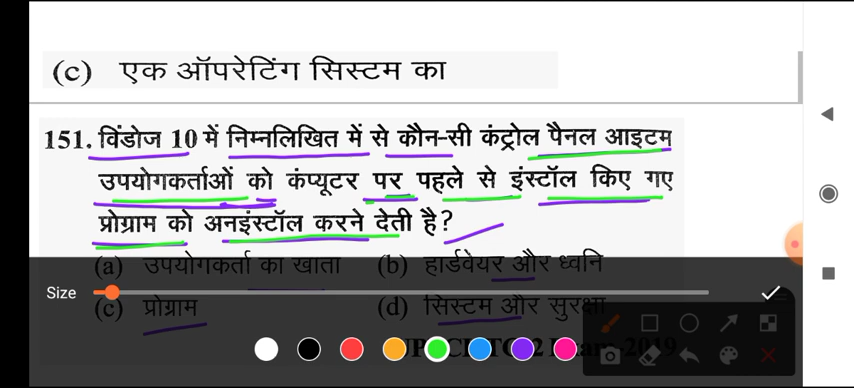 (c) एक ऑपरेटिंग सिस्टम का
151. विंडोज 10 में निम्नलिखित में से कौन-सी कंट्रोल पैनल आइटम
उपयोगकर्ताओं को कंप्यूटर पर पहले से इंस्टॉल किए गए
प्रोग्राम को अनइंस्टॉल करने देती है?
(a) उपयोगकर्ता का खाता (b) हार्डवेयर और ध्वनि
Size
(c) प्रोग्राम (d) सिस्टम और सुरक्षा
2019